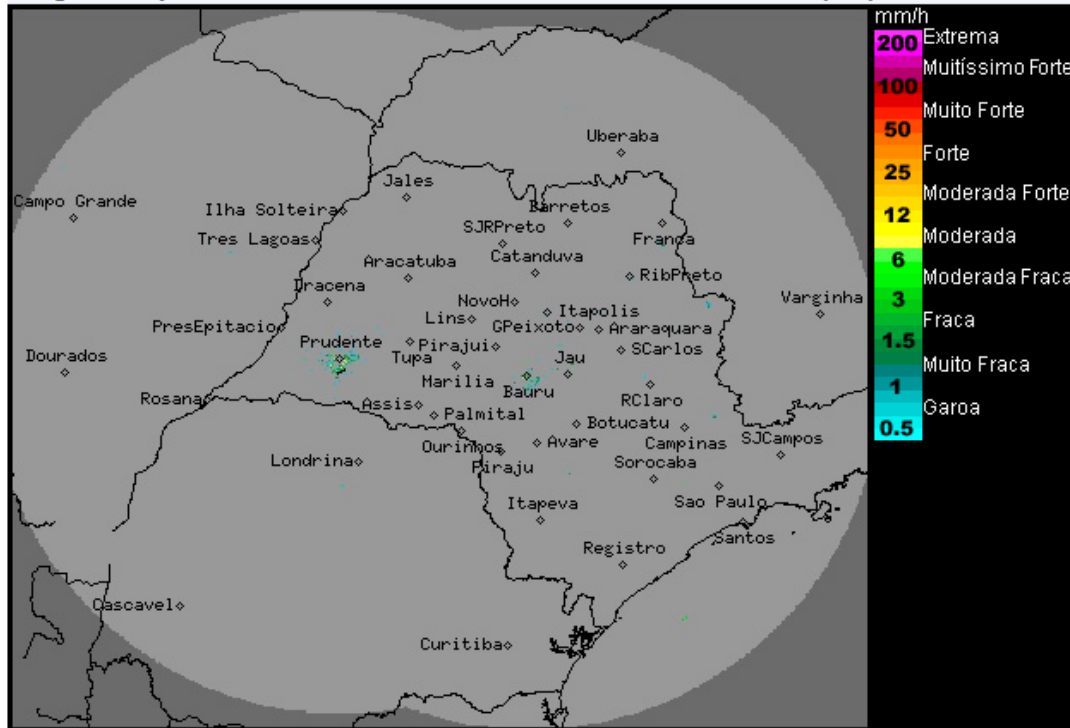 mm/h
200 Extrema
Muitíssimo Forte
100
Muito Forte
50
Forte
25
Moderada Forte
12
Moderada
6
Moderada Fraca
3
Fraca
1.5
Muito Fraca
1
Garoa
0.5
Uberaba
Jales
Campo Grande
Ilha Solteira
Barretos
SJRPreto
Franca
Tres Lagoas
Catanduva
Aracatuba
RibPreto
Dracena
NovoH
Itapolis
Varginha
Lins
GPeixoto
Araraquara
PresEpitacio
Prudente
Pirajui
SCarlos
Dourados
Tupa
Jau
Marilia
Bauru
Rosana
Assis
RClaro
Palmital
Botucatu
Ourinhos
Avare
Campinas
SJCampos
Londrina
Piraju
Sorocaba
Itapeva
Sao Paulo
Santos
Registro
Cascavel
Curitiba